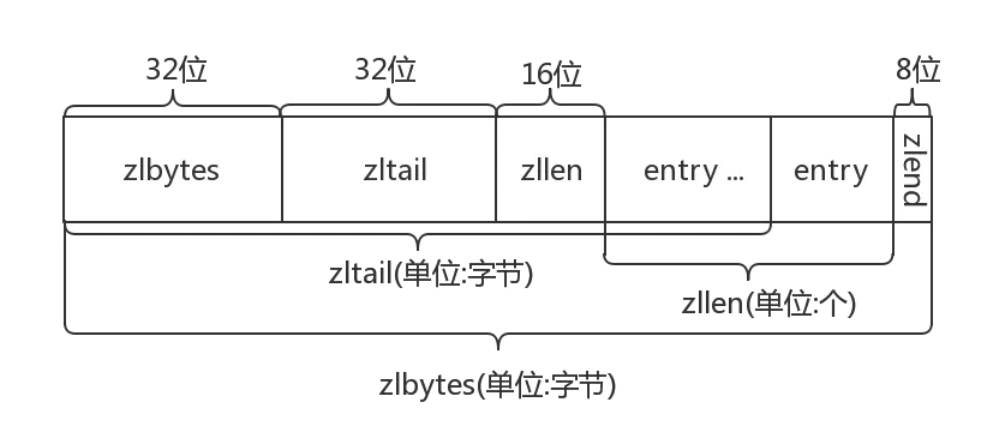 32位 32位 16位 8位
zlbytes zltail zllen entry ... entry zlend
zltail(单位:字节)
zllen(单位:个)
zlbytes(单位:字节)